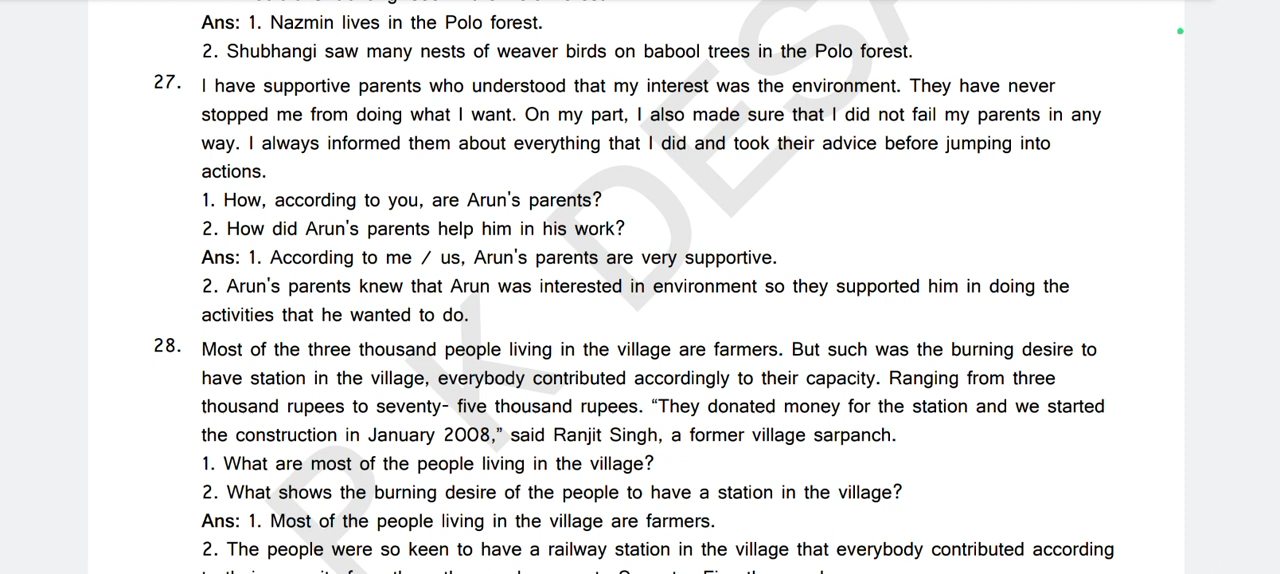 Ans: 1. Nazmin lives in the Polo forest.
2. Shubhangi saw many nests of weaver birds on babool trees in the Polo forest.
27. I have supportive parents who understood that my interest was the environment. They have never
stopped me from doing what I want. On my part, I also made sure that I did not fail my parents in any
way. I always informed them about everything that I did and took their advice before jumping into
actions.
1. How, according to you, are Arun's parents?
2. How did Arun's parents help him in his work?
Ans: 1. According to me / us, Arun's parents are very supportive.
2. Arun's parents knew that Arun was interested in environment so they supported him in doing the
activities that he wanted to do.
28. Most of the three thousand people living in the village are farmers. But such was the burning desire to
have station in the village, everybody contributed accordingly to their capacity. Ranging from three
thousand rupees to seventy- five thousand rupees. “They donated money for the station and we started
the construction in January 2008,” said Ranjit Singh, a former village sarpanch.
1. What are most of the people living in the village?
2. What shows the burning desire of the people to have a station in the village?
Ans: 1. Most of the people living in the village are farmers.
2. The people were so keen to have a railway station in the village that everybody contributed according
P K DESA